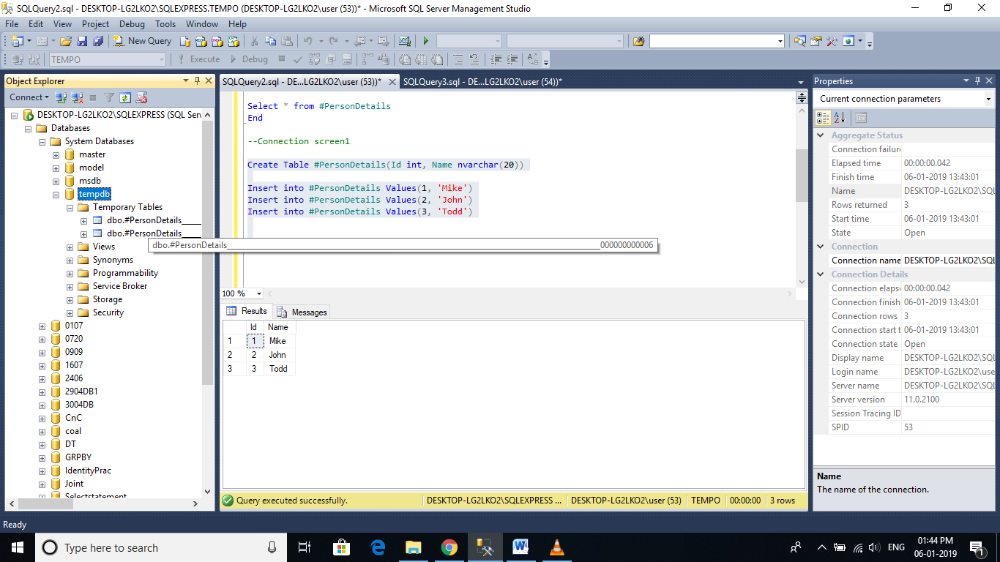 SQLQuery2.sql - DESKTOP-LG2LKO2\SQLEXPRESS.TEMPO (DESKTOP-LG2LKO2\user (53))* - Microsoft SQL Server Management Studio
File Edit View Project Debug Tools Window Help
New Query
TEMPO Execute Debug
Object Explorer
Connect
DESKTOP-LG2LKO2\SQLEXPRESS (SQL Ser
Databases
System Databases
master
model
msdb
tempdb
Temporary Tables
dbo.#PersonDetails____
dbo.#PersonDetails____
Views
Synonyms
Programmability
Service Broker
Storage
Security
0107
0720
0909
1607
2406
2904DB1
3004DB
CnC
coal
DT
GRPBY
IdentityPrac
Joint
Selectstatement
dbo.#PersonDetails____000000000006
SQLQuery2.sql - DE...LG2LKO2\user (53))* SQLQuery3.sql - DE...LG2LKO2\user (54))*
Select * from #PersonDetails
End
--Connection screen1
Create Table #PersonDetails(Id int, Name nvarchar(20))
Insert into #PersonDetails Values(1, 'Mike')
Insert into #PersonDetails Values(2, 'John')
Insert into #PersonDetails Values(3, 'Todd')
100 %
Results Messages
Id Name
1 1 Mike
2 2 John
3 3 Todd
Query executed successfully. DESKTOP-LG2LKO2\SQLEXPRESS ... DESKTOP-LG2LKO2\user (53) TEMPO 00:00:00 3 rows
Properties
Current connection parameters
Aggregate Status
Connection failure
Elapsed time 00:00:00.042
Finish time 06-01-2019 13:43:01
Name DESKTOP-LG2LKO2\SQL
Rows returned 3
Start time 06-01-2019 13:43:01
State Open
Connection
Connection name DESKTOP-LG2LKO2\SQL
Connection Details
Connection elaps 00:00:00.042
Connection finish 06-01-2019 13:43:01
Connection rows 3
Connection start t 06-01-2019 13:43:01
Connection state Open
Display name DESKTOP-LG2LKO2\SQL
Login name DESKTOP-LG2LKO2\use
Server name DESKTOP-LG2LKO2\SQL
Server version 11.0.2100
Session Tracing ID
SPID 53
Name
The name of the connection.
Ready
Type here to search
ENG
01:44 PM
06-01-2019
1